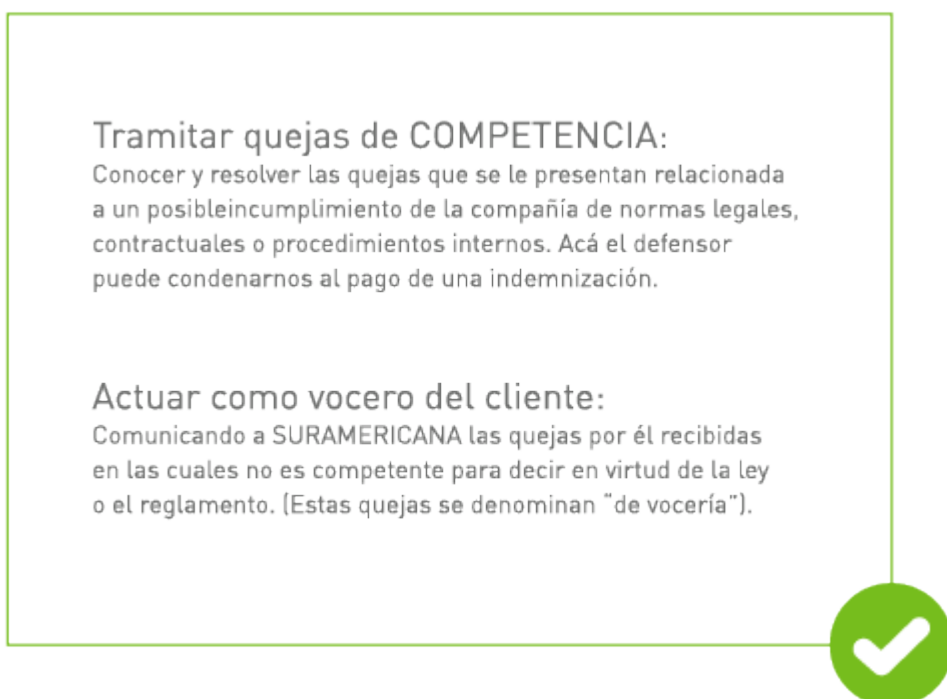 Tramitar quejas de COMPETENCIA:
Conocer y resolver las quejas que se le presentan relacionada
a un posibleincumplimiento de la compañía de normas legales,
contractuales o procedimientos internos. Acá el defensor
puede condenarnos al pago de una indemnización.
Actuar como vocero del cliente:
Comunicando a SURAMERICANA las quejas por él recibidas
en las cuales no es competente para decir en virtud de la ley
o el reglamento. (Estas quejas se denominan “de vocería”).